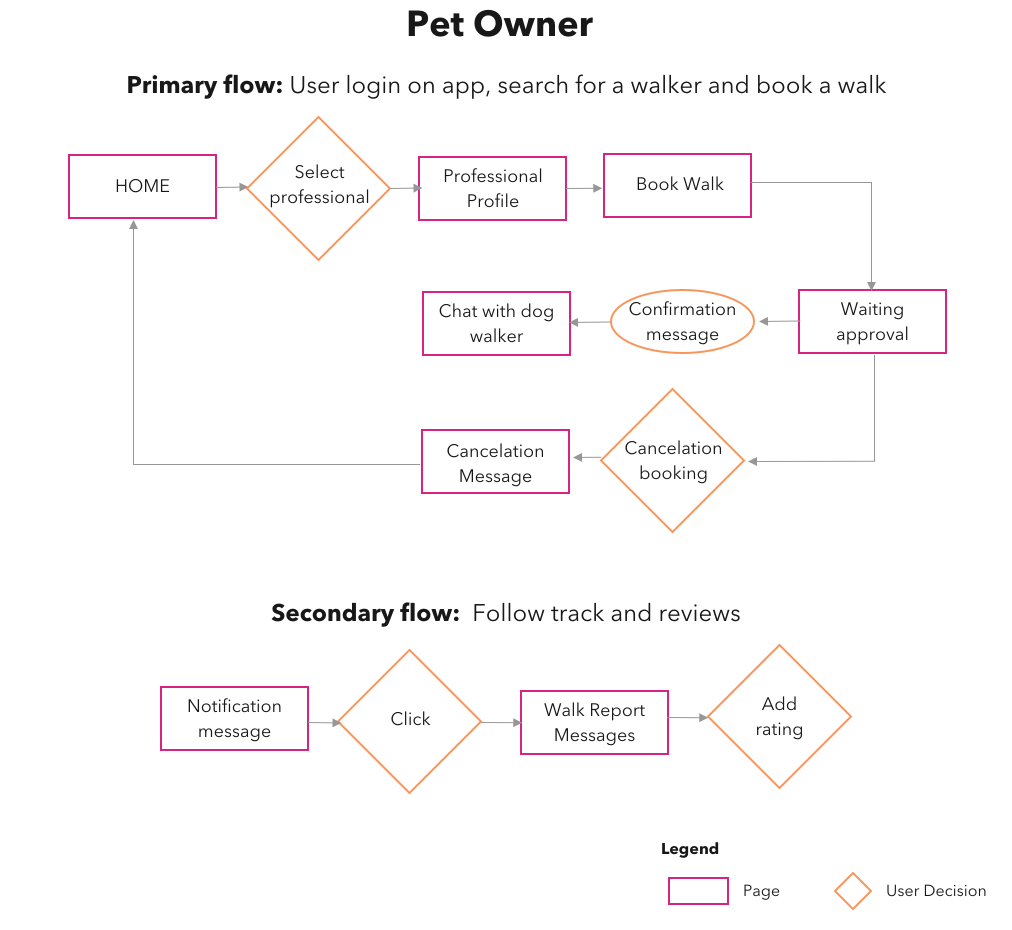 Pet Owner
Primary flow: User login on app, search for a walker and book a walk
HOME
Select
professional
Professional
Profile
Book Walk
Waiting
approval
Confirmation
message
Chat with dog
walker
Cancelation
booking
Cancelation
Message
Secondary flow: Follow track and reviews
Notification
message
Click
Walk Report
Messages
Add
rating
Legend
Page
User Decision